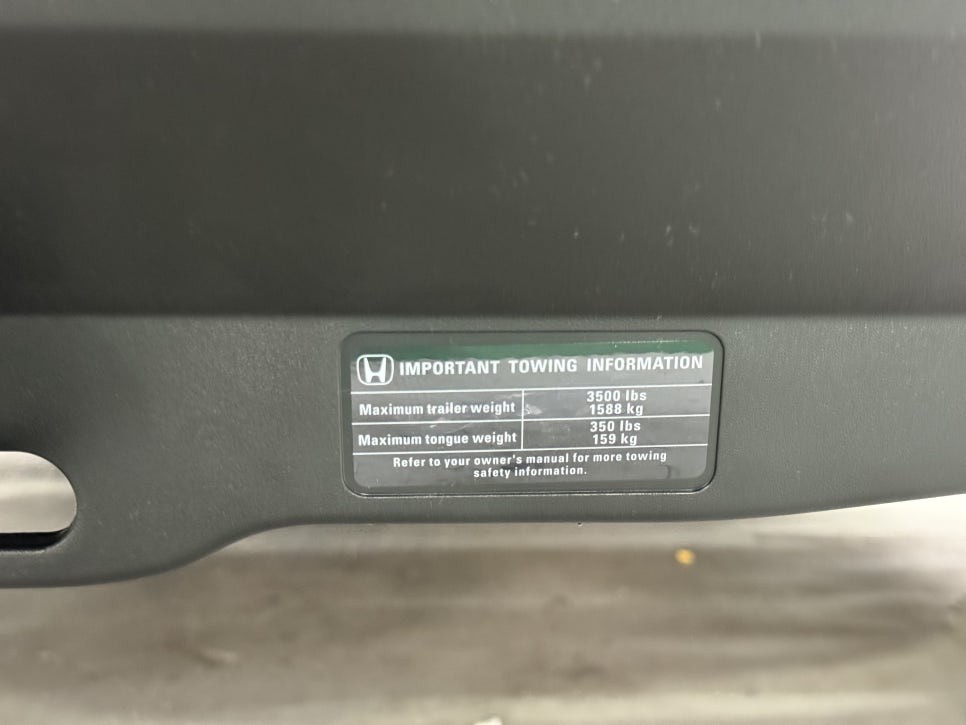 IMPORTANT TOWING INFORMATION
Maximum trailer weight 3500 lbs
1588 kg
Maximum tongue weight 350 lbs
159 kg
Refer to your owner's manual for more towing
safety information.